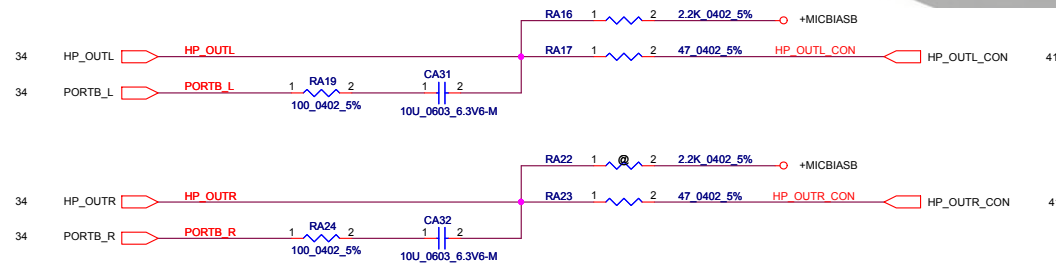 RA16 1 2 2.2K_0402_5% +MICBIASB
34 HP_OUTL HP_OUTL RA17 1 2 47_0402_5% HP_OUTL_CON HP_OUTL_CON 41
34 PORTB_L PORTB_L 1 RA19 2 1 CA31 2
100_0402_5% 10U_0603_6.3V6-M
RA22 1 @ 2 2.2K_0402_5% +MICBIASB
34 HP_OUTR HP_OUTR RA23 1 2 47_0402_5% HP_OUTR_CON HP_OUTR_CON
34 PORTB_R PORTB_R 1 RA24 2 1 CA32 2
100_0402_5% 10U_0603_6.3V6-M